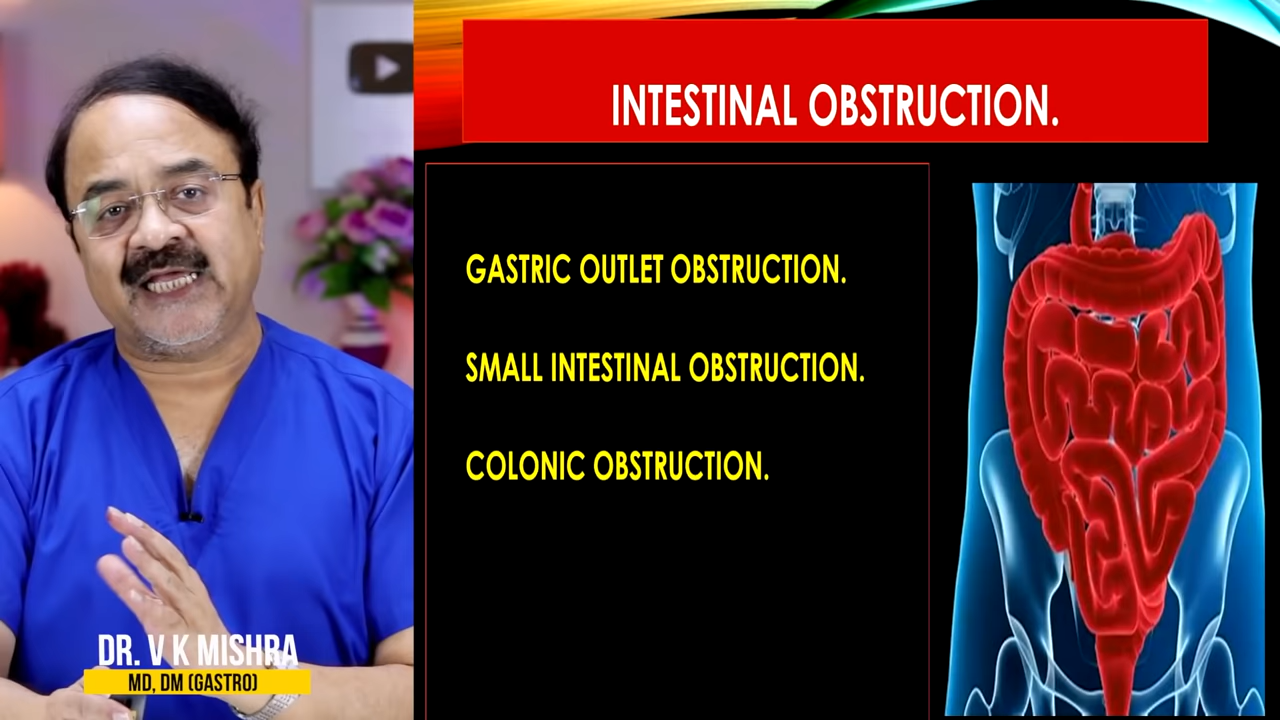 INTESTINAL OBSTRUCTION.
GASTRIC OUTLET OBSTRUCTION.
SMALL INTESTINAL OBSTRUCTION.
COLONIC OBSTRUCTION.
DR. V K MISHRA
MD, DM (GASTRO)